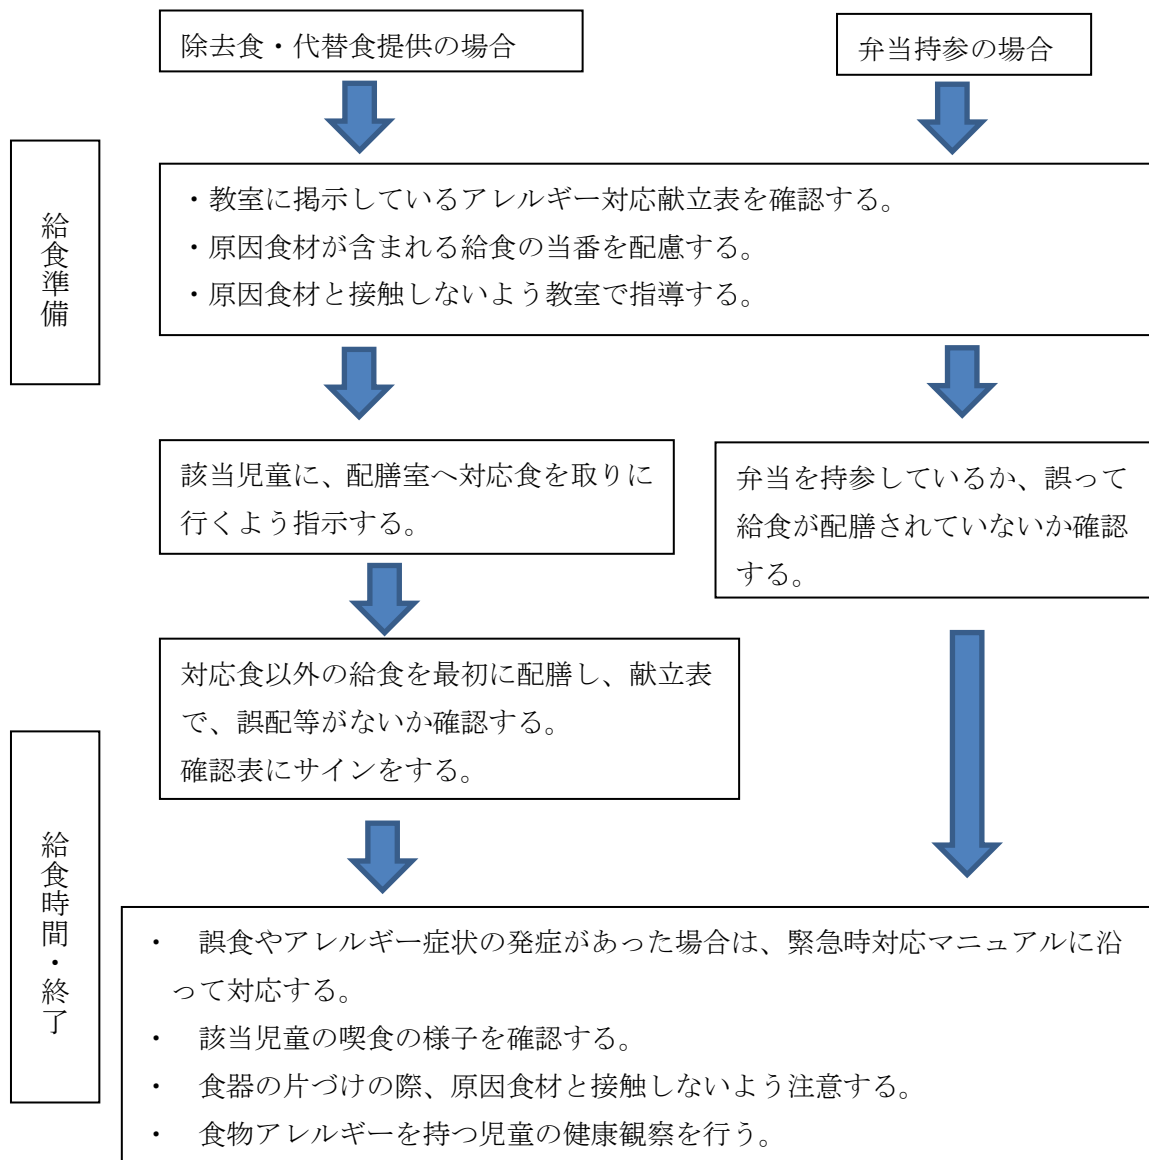 除去食・代替食提供の場合
弁当持参の場合
給食準備
・教室に掲示しているアレルギー対応献立表を確認する。
・原因食材が含まれる給食の当番を配慮する。
・原因食材と接触しないよう教室で指導する。
該当児童に、配膳室へ対応食を取りに
行くよう指示する。
弁当を持参しているか、誤って
給食が配膳されていないか確認
する。
対応食以外の給食を最初に配膳し、献立表
で、誤配等がないか確認する。
確認表にサインをする。
給食時間・終了
・　誤食やアレルギー症状の発症があった場合は、緊急時対応マニュアルに沿
って対応する。
・　該当児童の喫食の様子を確認する。
・　食器の片づけの際、原因食材と接触しないよう注意する。
・　食物アレルギーを持つ児童の健康観察を行う。